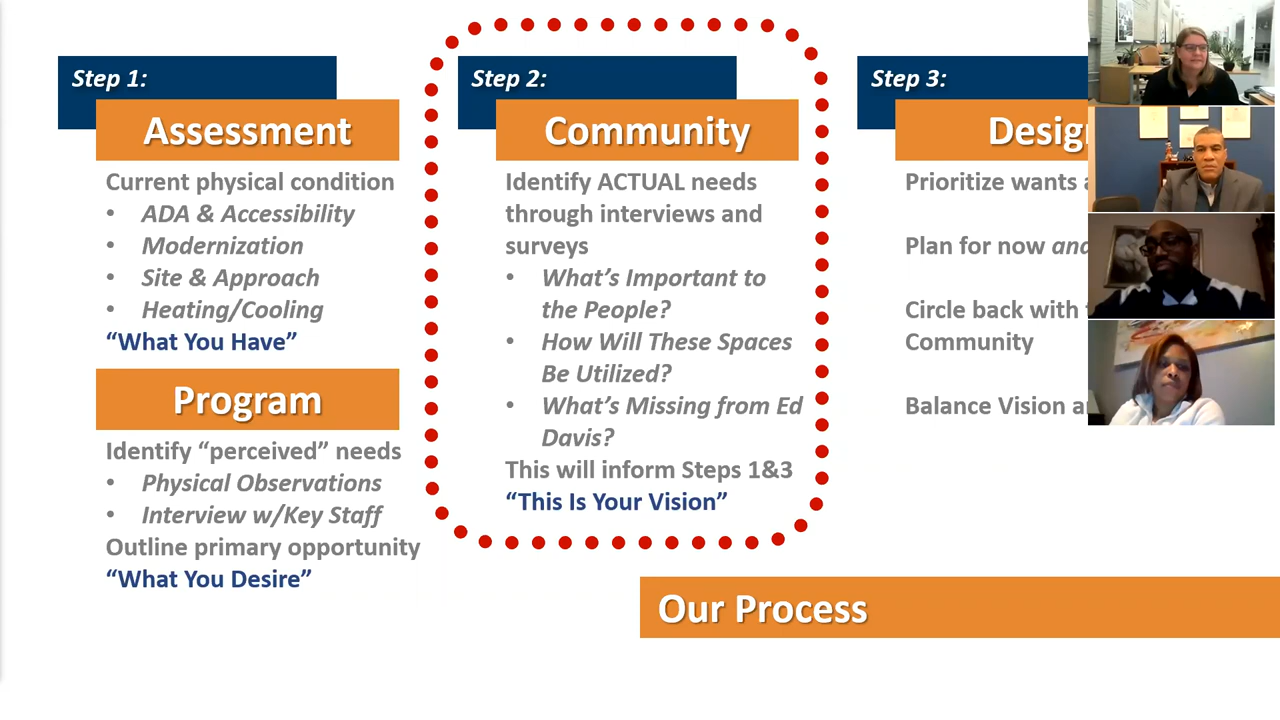 Step 1:
Assessment
Current physical condition
• ADA & Accessibility
• Modernization
• Site & Approach
• Heating/Cooling
“What You Have”
Program
Identify “perceived” needs
• Physical Observations
• Interview w/Key Staff
Outline primary opportunity
“What You Desire”
Step 2:
Community
Identify ACTUAL needs
through interviews and
surveys
• What’s Important to
the People?
• How Will These Spaces
Be Utilized?
• What’s Missing from Ed
Davis?
This will inform Steps 1&3
“This Is Your Vision”
Step 3:
Prioritize wants
Plan for now and
Circle back with
Community
Balance Vision
Our Process